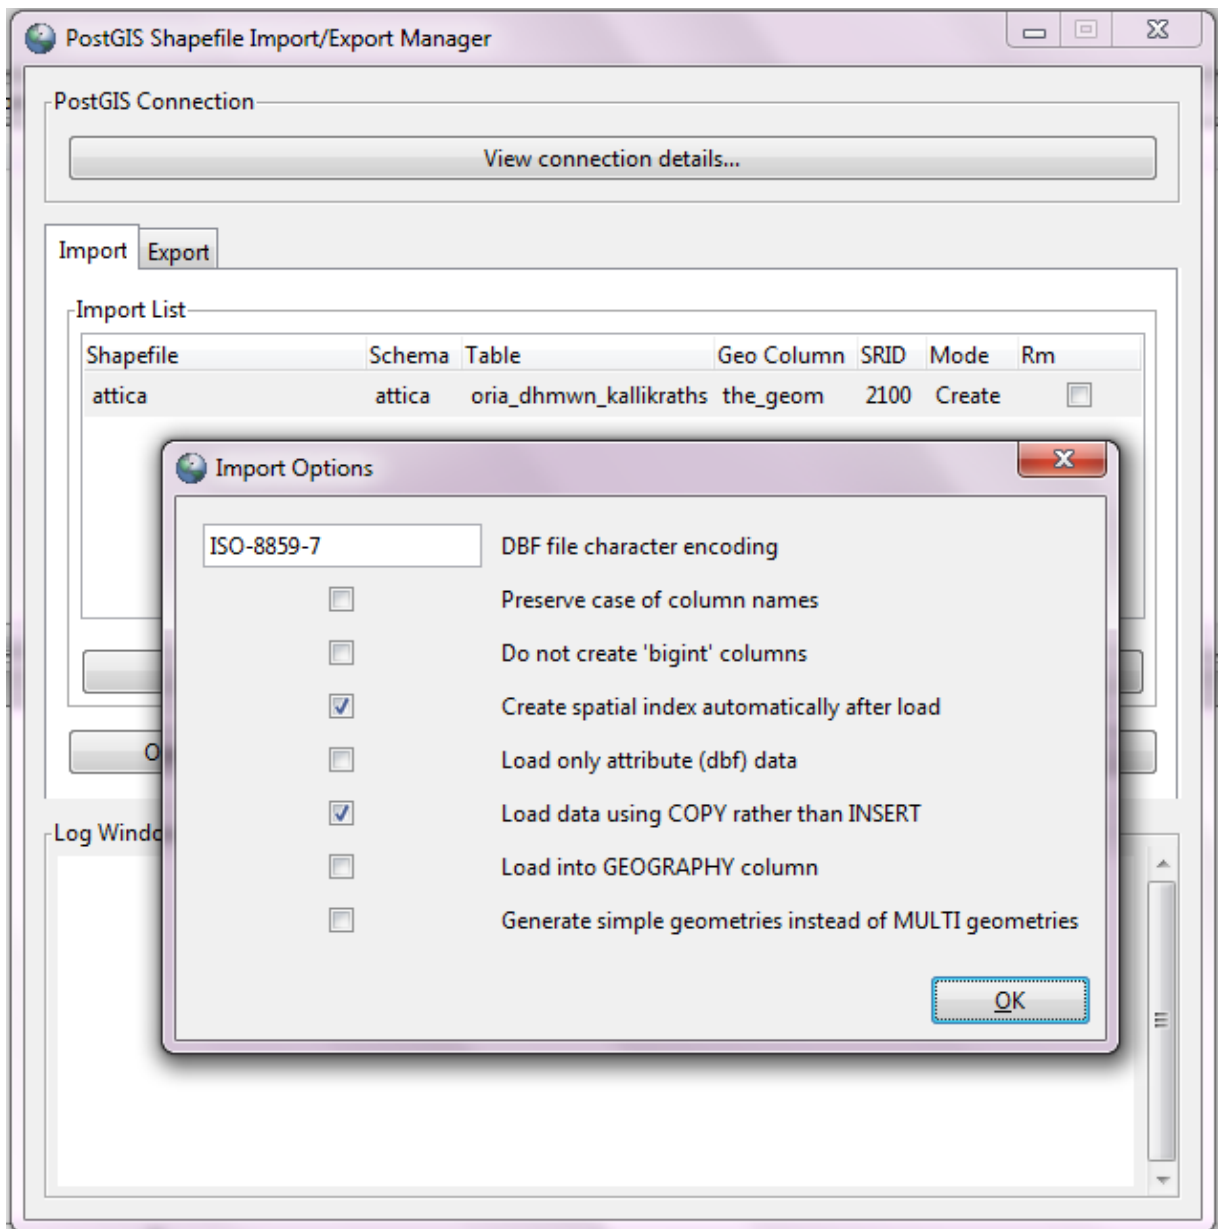 PostGIS Shapefile Import/Export Manager
PostGIS Connection
View connection details...
Import Export
Import List
Shapefile Schema Table Geo Column SRID Mode Rm
attica attica oria_dhmwn_kallikraths the_geom 2100 Create
Import Options
ISO-8859-7 DBF file character encoding
Preserve case of column names
Do not create 'bigint' columns
Create spatial index automatically after load
Load only attribute (dbf) data
Load data using COPY rather than INSERT
Load into GEOGRAPHY column
Generate simple geometries instead of MULTI geometries
OK
Log